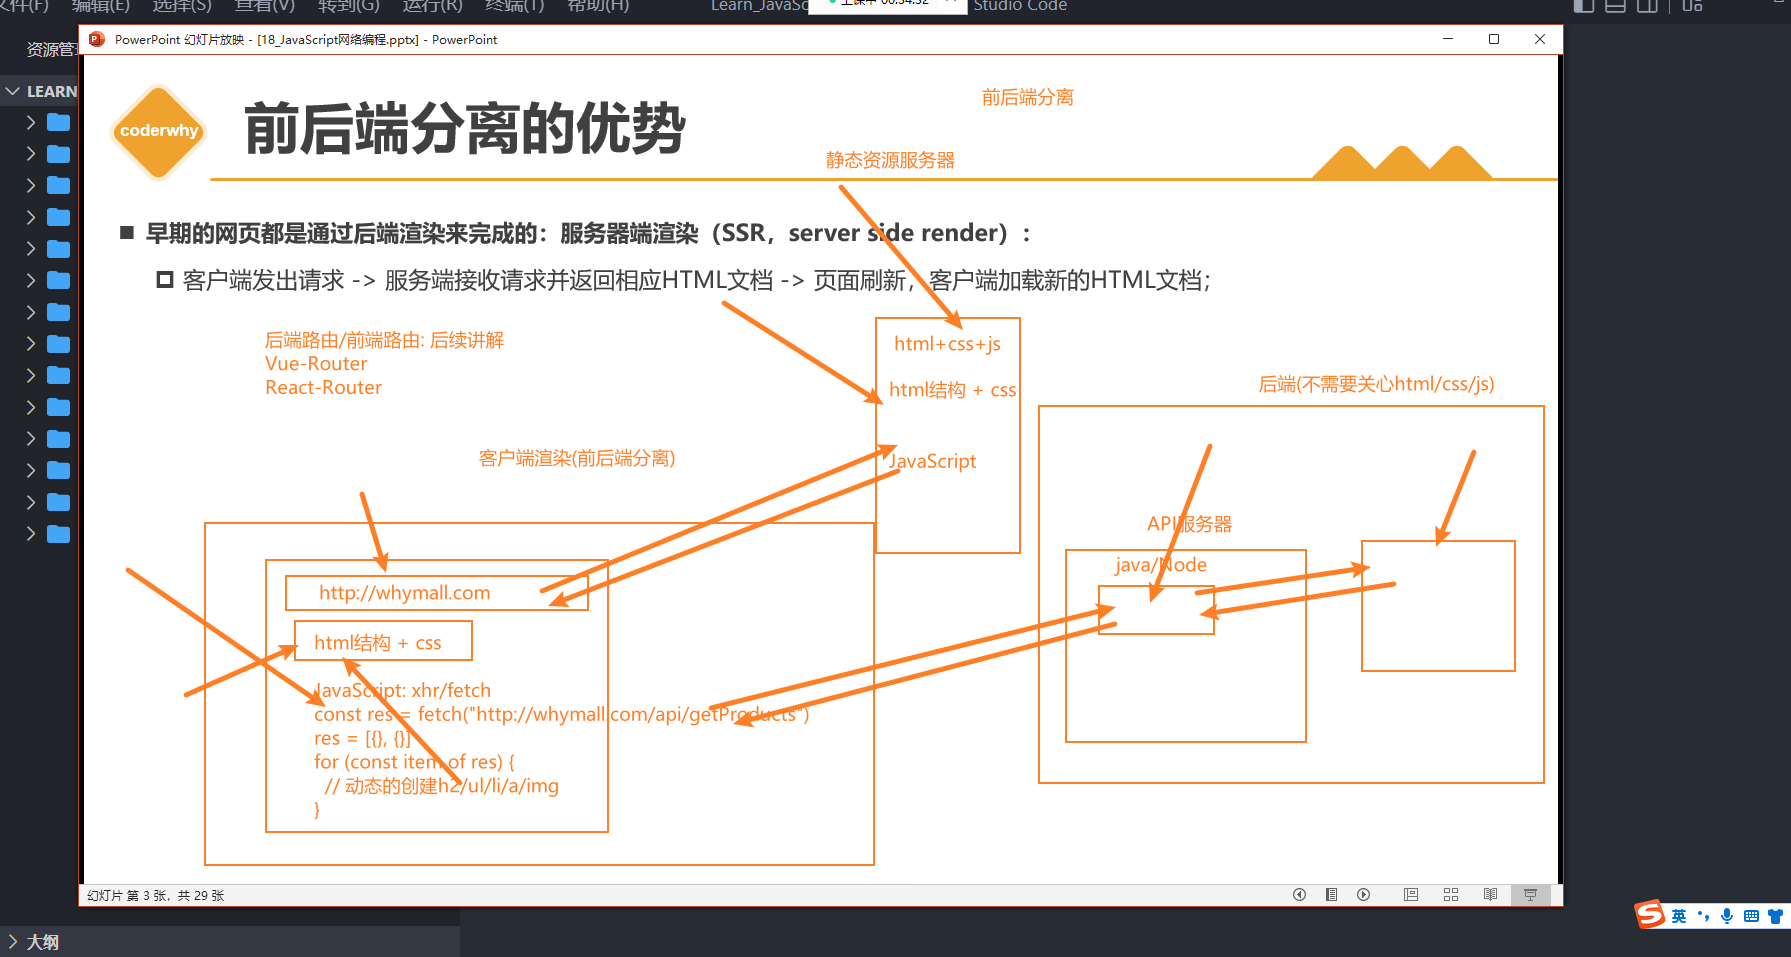 文件(F) 编辑(E) 选择(S) 查看(V) 转到(G) 运行(R) 终端(T) 帮助(H)
Studio Code
PowerPoint 幻灯片放映 - [18_JavaScript网络编程.pptx] - PowerPoint
LEARN
coderwhy
前后端分离的优势
前后端分离
静态资源服务器
早期的网页都是通过后端渲染来完成的：服务器端渲染（SSR，server side render）：
客户端发出请求 -> 服务端接收请求并返回相应HTML文档 -> 页面刷新，客户端加载新的HTML文档；
后端路由/前端路由: 后续讲解
Vue-Router
React-Router
html+css+js
html结构 + css
JavaScript
后端(不需要关心html/css/js)
客户端渲染(前后端分离)
API服务器
java/Node
http://whymall.com
html结构 + css
JavaScript: xhr/fetch
const res = fetch("http://whymall.com/api/getProducts")
res = [{}, {}]
for (const item of res) {
// 动态的创建h2/ul/li/a/img
}
幻灯片 第 3 张，共 29 张
英
大纲